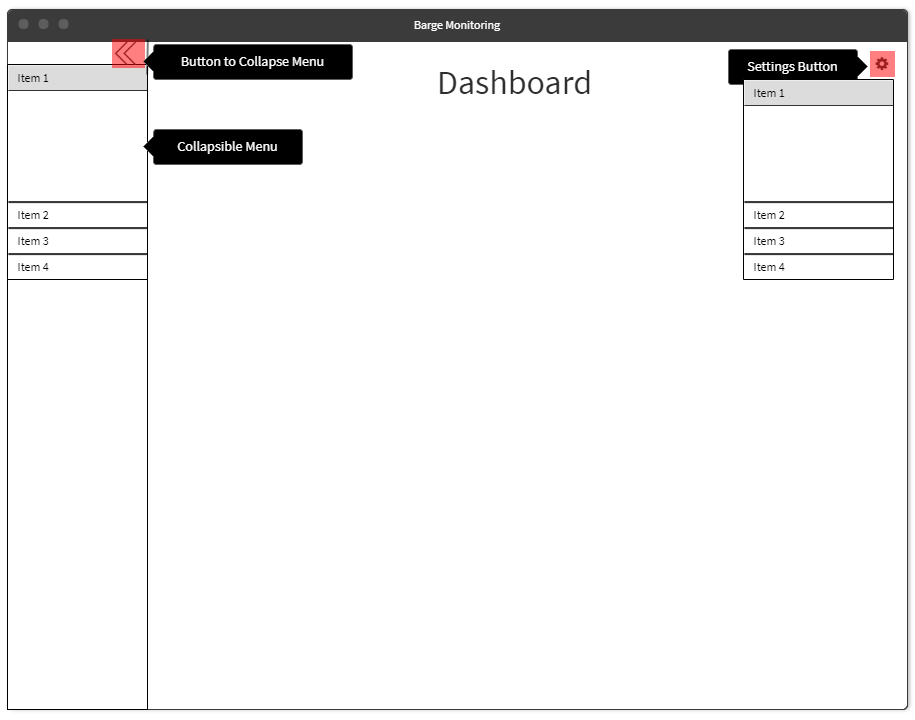 Barge Monitoring
Button to Collapse Menu
Dashboard
Settings Button
Item 1
Item 1
Collapsible Menu
Item 2
Item 3
Item 4
Item 2
Item 3
Item 4